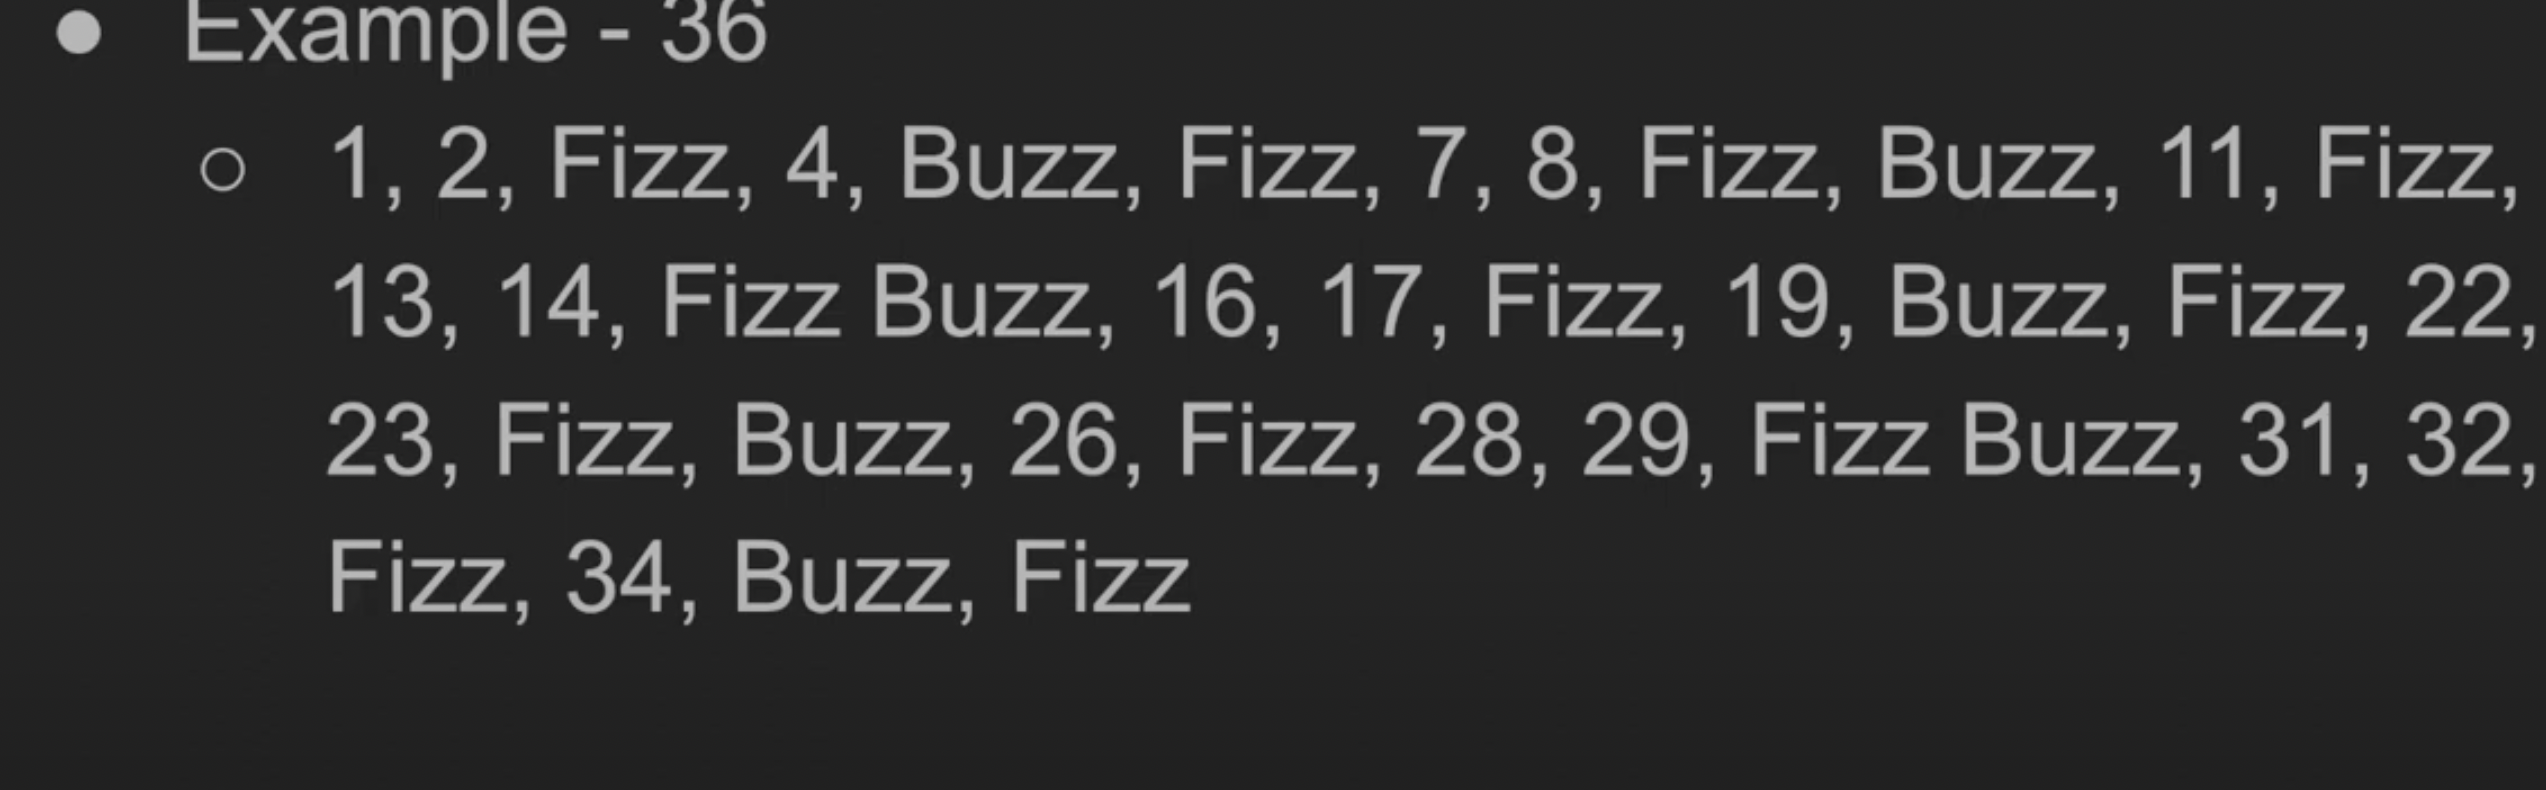 ● Example - 36
○ 1, 2, Fizz, 4, Buzz, Fizz, 7, 8, Fizz, Buzz, 11, Fizz,
13, 14, Fizz Buzz, 16, 17, Fizz, 19, Buzz, Fizz, 22,
23, Fizz, Buzz, 26, Fizz, 28, 29, Fizz Buzz, 31, 32,
Fizz, 34, Buzz, Fizz